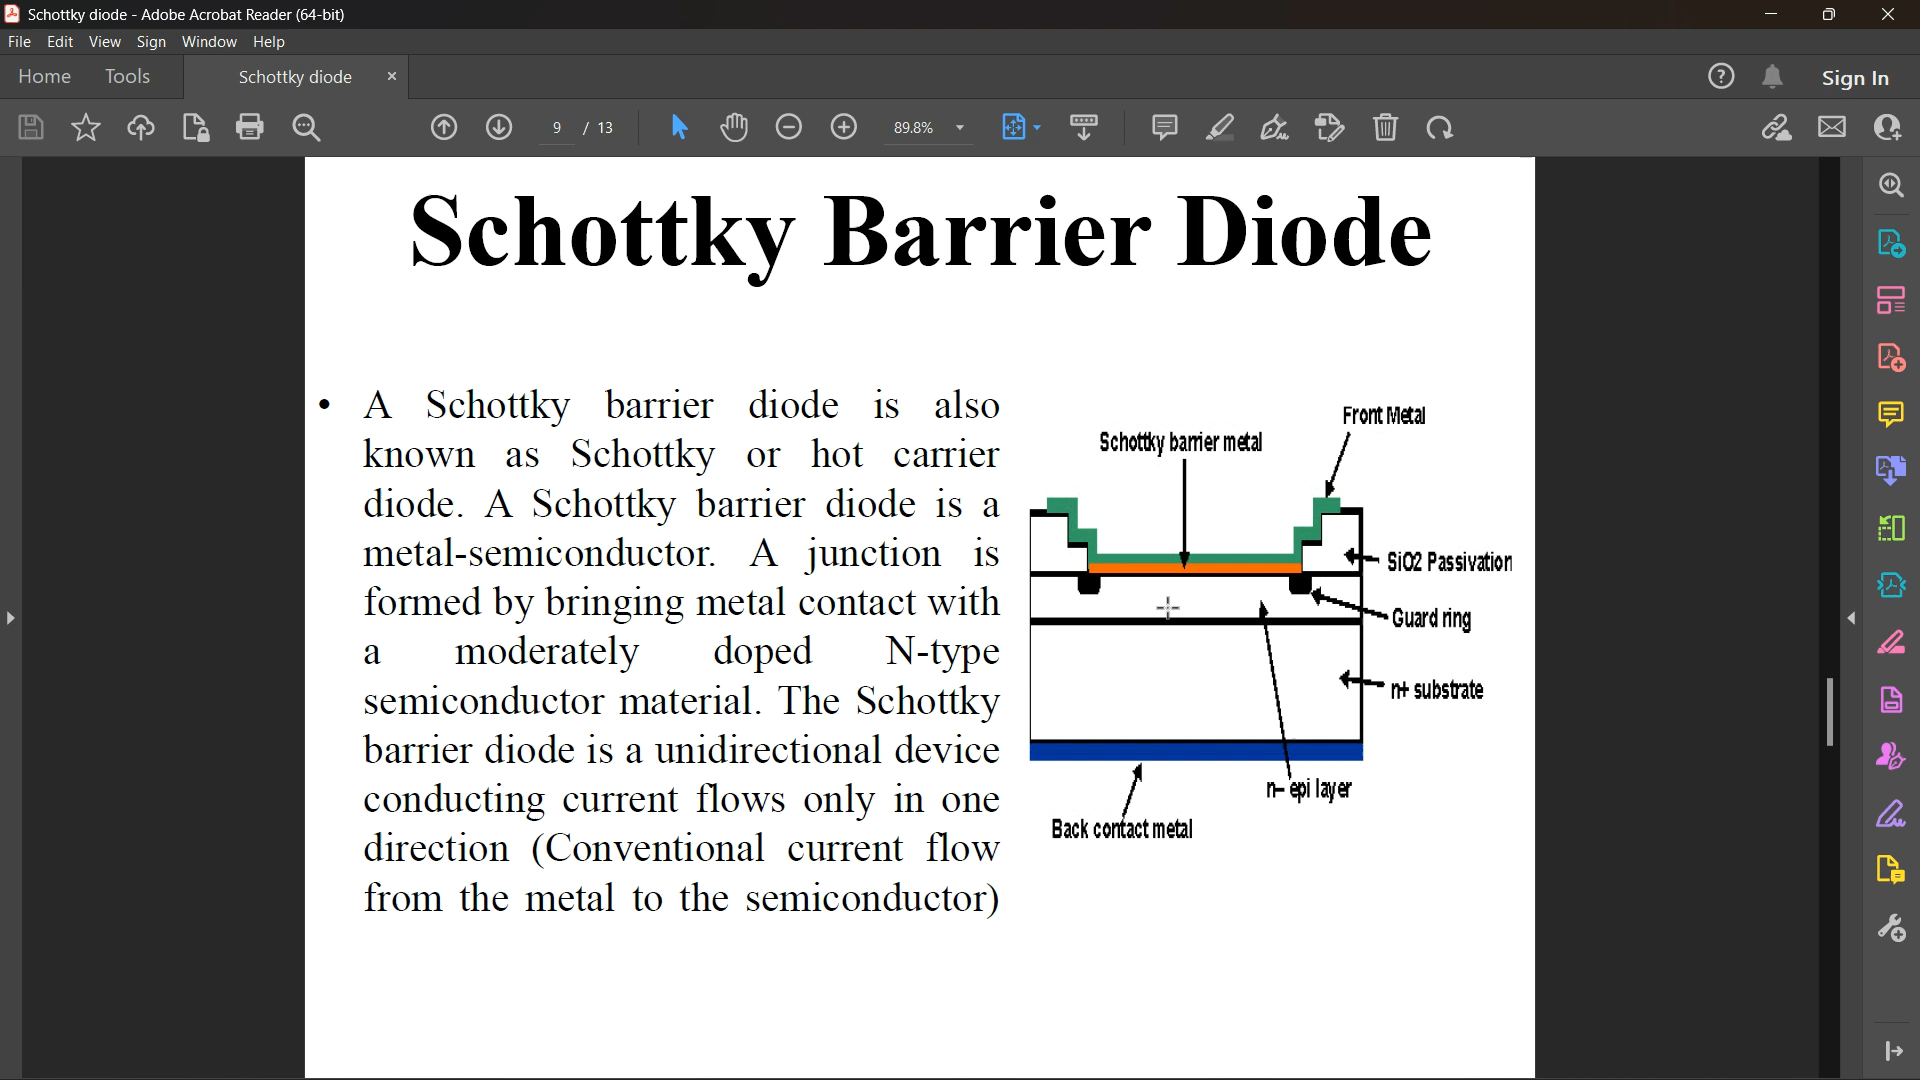 Schottky diode - Adobe Acrobat Reader (64-bit)
File Edit View Sign Window Help
Home Tools Schottky diode × Sign In
9 / 13 89.8%
Schottky Barrier Diode
• A Schottky barrier diode is also
known as Schottky or hot carrier
diode. A Schottky barrier diode is a
metal-semiconductor. A junction is
formed by bringing metal contact with
a moderately doped N-type
semiconductor material. The Schottky
barrier diode is a unidirectional device
conducting current flows only in one
direction (Conventional current flow
from the metal to the semiconductor)
Front Metal
Schottky barrier metal
SiO2 Passivation
Guard ring
n+ substrate
n- epi layer
Back contact metal